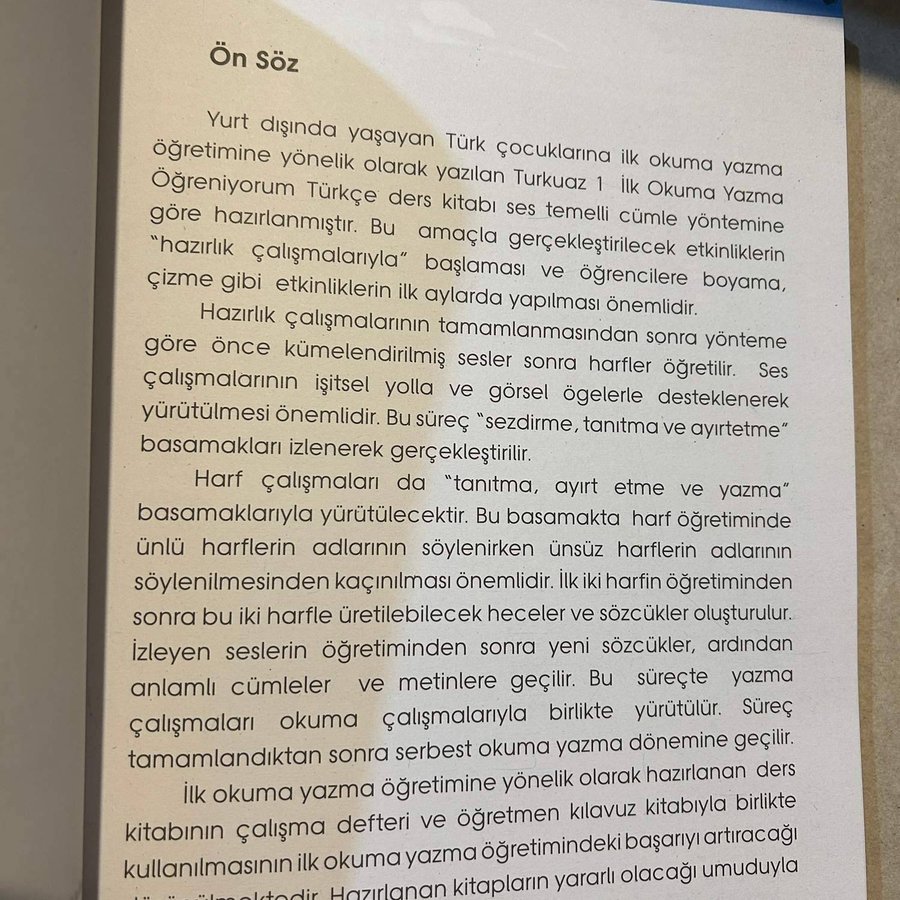 Ön Söz
Yurt dışında yaşayan Türk çocuklarına ilk okuma yazma
öğretimine yönelik olarak yazılan Turkuaz 1 İlk Okuma Yazma
Öğreniyorum Türkçe ders kitabı ses temelli cümle yöntemine
göre hazırlanmıştır. Bu amaçla gerçekleştirilecek etkinliklerin
“hazırlık çalışmalarıyla” başlaması ve öğrencilere boyama,
çizme gibi etkinliklerin ilk aylarda yapılması önemlidir.
Hazırlık çalışmalarının tamamlanmasından sonra yönteme
göre önce kümelendirilmiş sesler sonra harfler öğretilir. Ses
çalışmalarının işitsel yolla ve görsel ögelerle desteklenerek
yürütülmesi önemlidir. Bu süreç “sezdirme, tanıtma ve ayırtetme”
basamakları izlenerek gerçekleştirilir.
Harf çalışmaları da “tanıtma, ayırt etme ve yazma”
basamaklarıyla yürütülecektir. Bu basamakta harf öğretiminde
ünlü harflerin adlarının söylenirken ünsüz harflerin adlarının
söylenilmesinden kaçınılması önemlidir. İlk iki harfin öğretiminden
sonra bu iki harfle üretilebilecek heceler ve sözcükler oluşturulur.
İzleyen seslerin öğretiminden sonra yeni sözcükler, ardından
anlamlı cümleler ve metinlere geçilir. Bu süreçte yazma
çalışmaları okuma çalışmalarıyla birlikte yürütülür. Süreç
tamamlandıktan sonra serbest okuma yazma dönemine geçilir.
İlk okuma yazma öğretimine yönelik olarak hazırlanan ders
kitabının çalışma defteri ve öğretmen kılavuz kitabıyla birlikte
kullanılmasının ilk okuma yazma öğretimindeki başarıyı artıracağı
Hazırlanan kitapların yararlı olacağı umuduyla